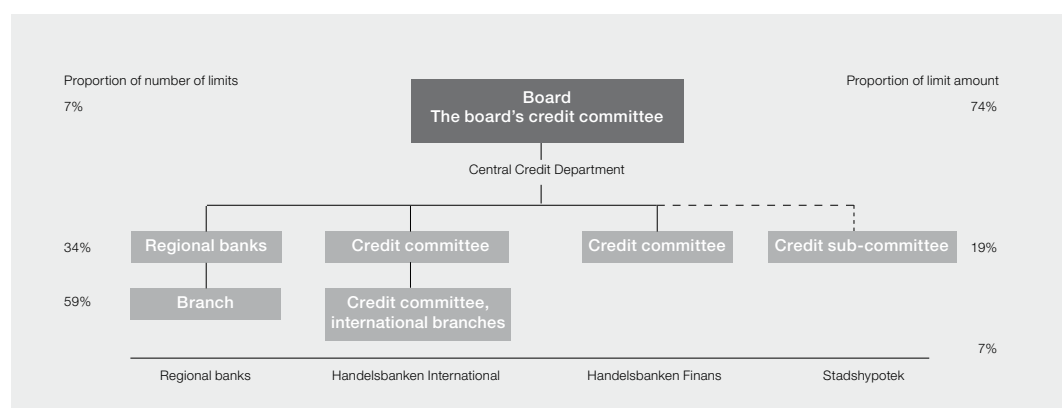 Proportion of number of limits
Proportion of limit amount
7%
74%
Board
The board's credit committee
Central Credit Department
34%
Regional banks
Credit committee
Credit committee
Credit sub-committee
19%
59%
Branch
Credit committee,
international branches
7%
Regional banks
Handelsbanken International
Handelsbanken Finans
Stadshypotek